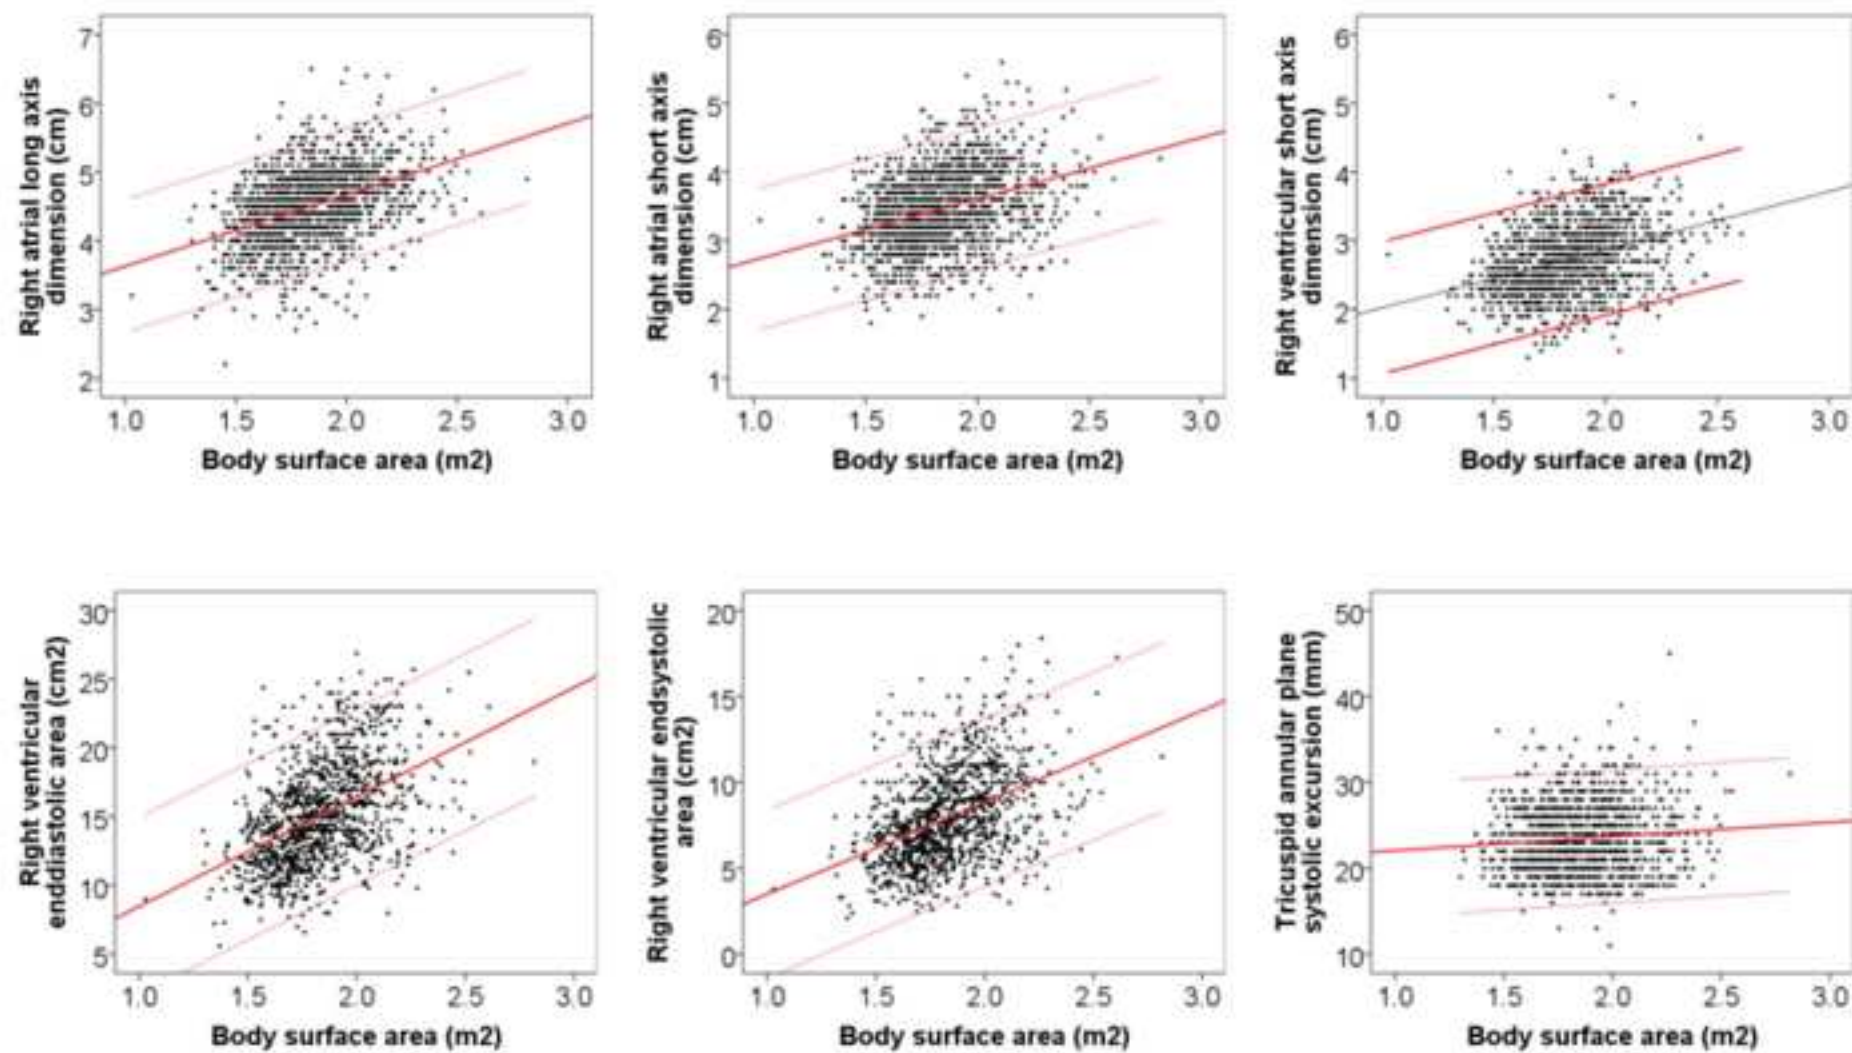 Right atrial long axis
dimension (cm)
7
6
5
4
3
2
1.0 1.5 2.0 2.5 3.0
Body surface area (m2)
Right atrial short axis
dimension (cm)
6
5
4
3
2
1
1.0 1.5 2.0 2.5 3.0
Body surface area (m2)
Right ventricular short axis
dimension (cm)
6
5
4
3
2
1
1.0 1.5 2.0 2.5 3.0
Body surface area (m2)
Right ventricular
enddiastolic area (cm2)
30
25
20
15
10
5
1.0 1.5 2.0 2.5 3.0
Body surface area (m2)
Right ventricular endsystolic
area (cm2)
20
15
10
5
0
1.0 1.5 2.0 2.5 3.0
Body surface area (m2)
Tricuspid annular plane
systolic excursion (mm)
50
40
30
20
10
1.0 1.5 2.0 2.5 3.0
Body surface area (m2)